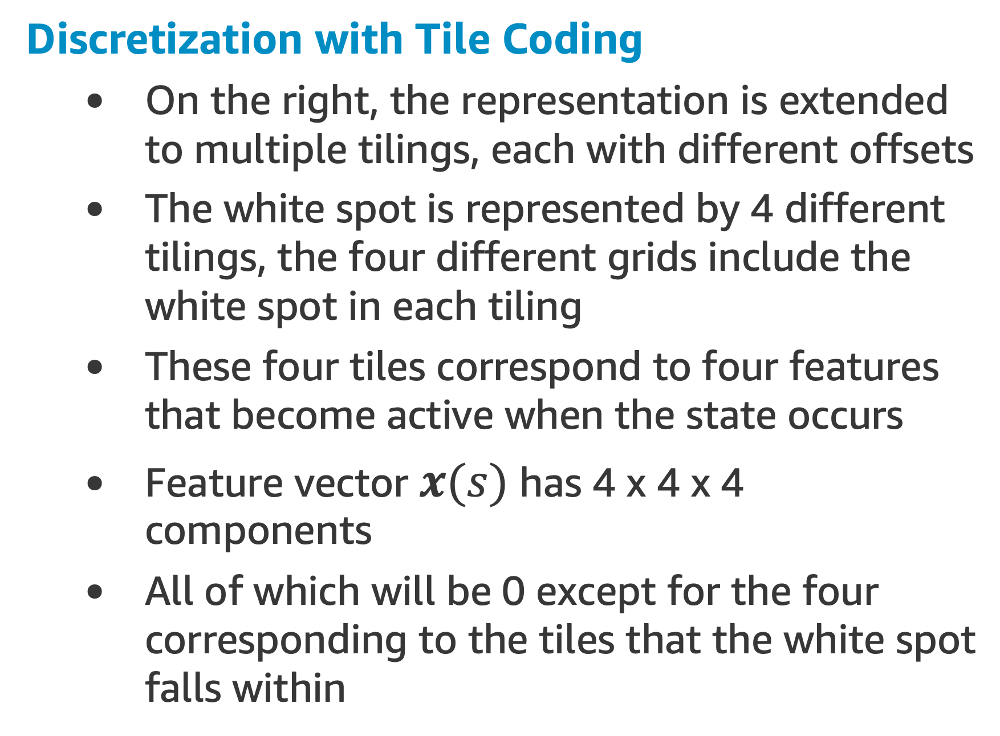 Discretization with Tile Coding
• On the right, the representation is extended
to multiple tilings, each with different offsets
• The white spot is represented by 4 different
tilings, the four different grids include the
white spot in each tiling
• These four tiles correspond to four features
that become active when the state occurs
• Feature vector 𝒙(𝑠) has 4 x 4 x 4
components
• All of which will be 0 except for the four
corresponding to the tiles that the white spot
falls within